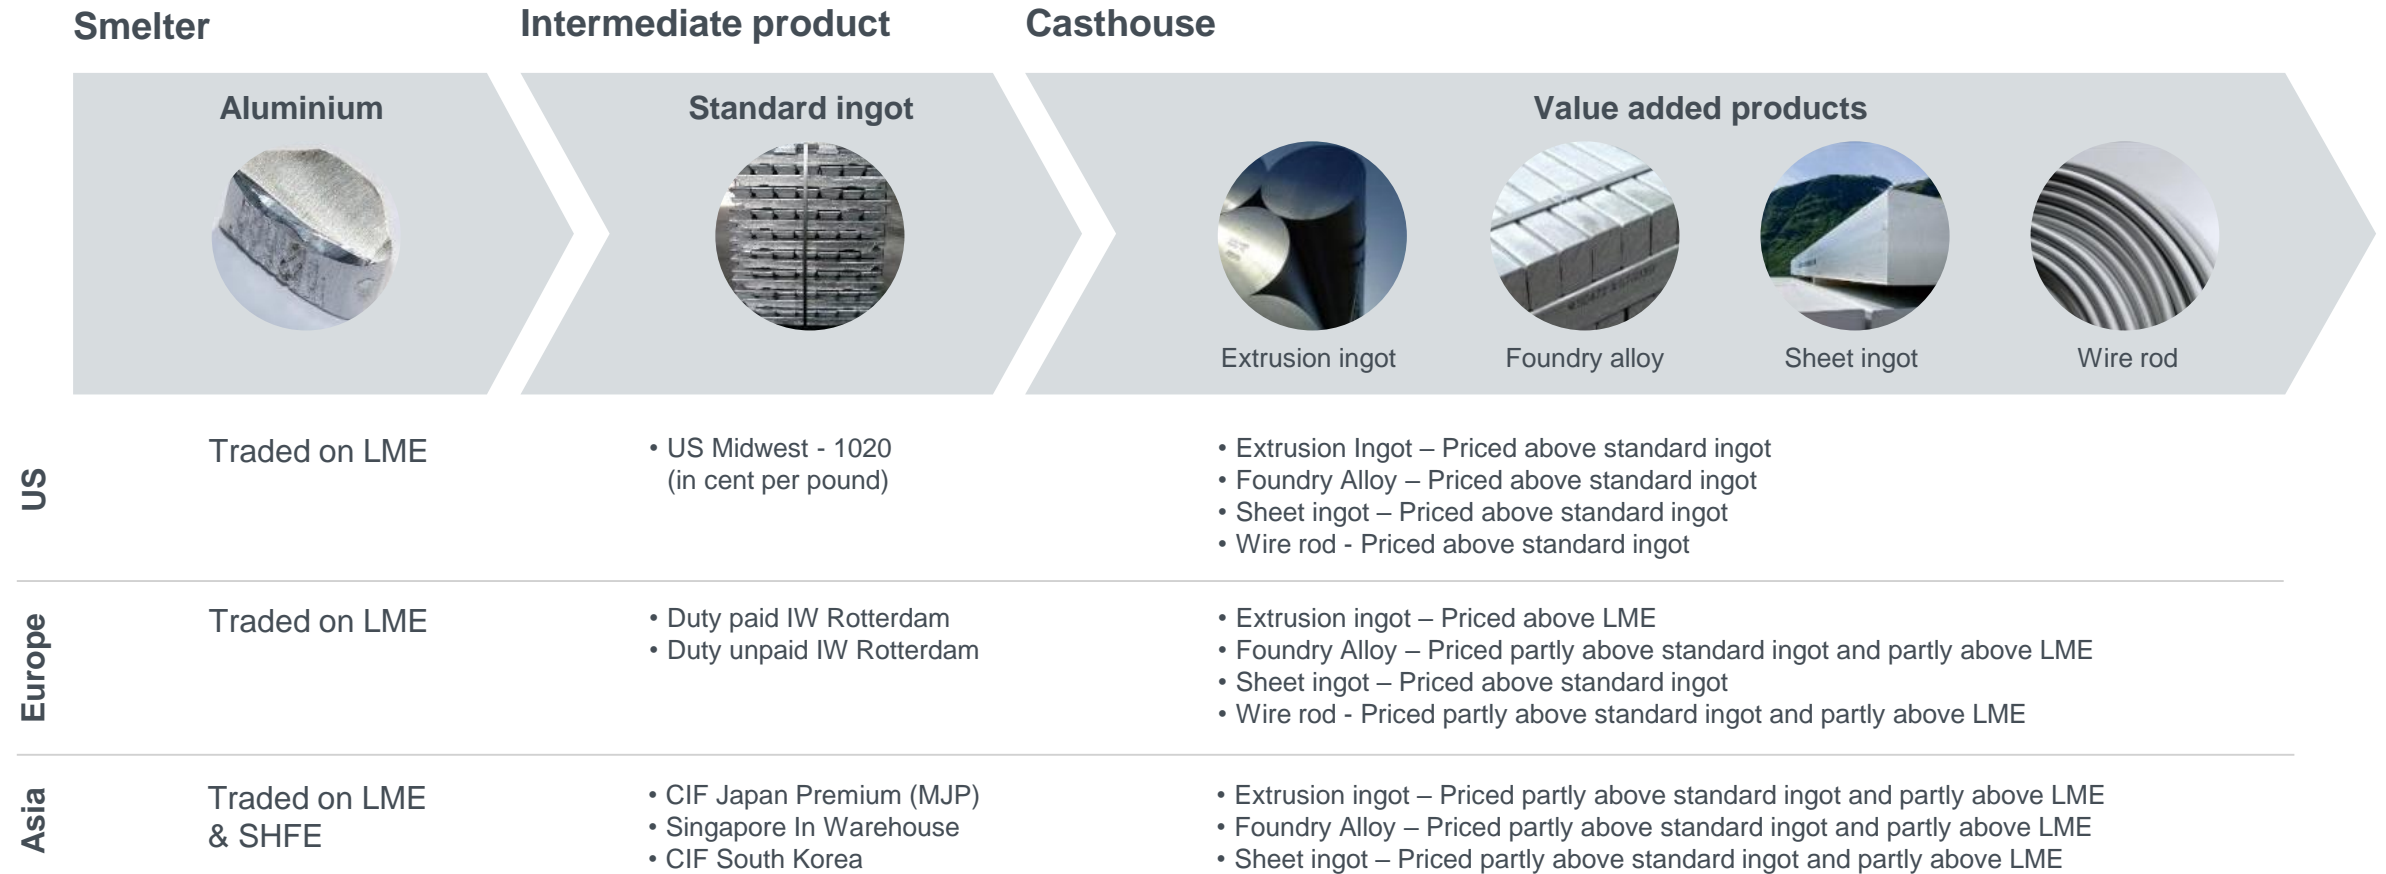 Smelter
Intermediate product
Casthouse
Aluminium
Standard ingot
Value added products
Extrusion ingot
Foundry alloy
Sheet ingot
Wire rod
US
Traded on LME
• US Midwest - 1020
(in cent per pound)
• Extrusion Ingot – Priced above standard ingot
• Foundry Alloy – Priced above standard ingot
• Sheet ingot – Priced above standard ingot
• Wire rod - Priced above standard ingot
Europe
Traded on LME
• Duty paid IW Rotterdam
• Duty unpaid IW Rotterdam
• Extrusion ingot – Priced above LME
• Foundry Alloy – Priced partly above standard ingot and partly above LME
• Sheet ingot – Priced above standard ingot
• Wire rod - Priced partly above standard ingot and partly above LME
Asia
Traded on LME
& SHFE
• CIF Japan Premium (MJP)
• Singapore In Warehouse
• CIF South Korea
• Extrusion ingot – Priced partly above standard ingot and partly above LME
• Foundry Alloy – Priced partly above standard ingot and partly above LME
• Sheet ingot – Priced partly above standard ingot and partly above LME